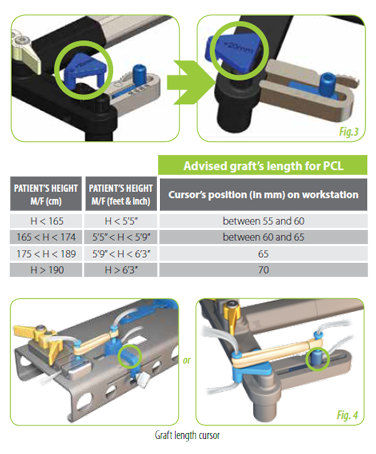 +20mm
+20mm
Fig.3
Advised graft's length for PCL
PATIENT'S HEIGHT M/F (cm)
PATIENT'S HEIGHT M/F (feet & inch)
Cursor's position (in mm) on workstation
H < 165
H < 5'5"
between 55 and 60
165 < H < 174
5'5" < H < 5'9"
between 60 and 65
175 < H < 189
5'9" < H < 6'3"
65
H > 190
H > 6'3"
70
or
Fig. 4
Graft length cursor